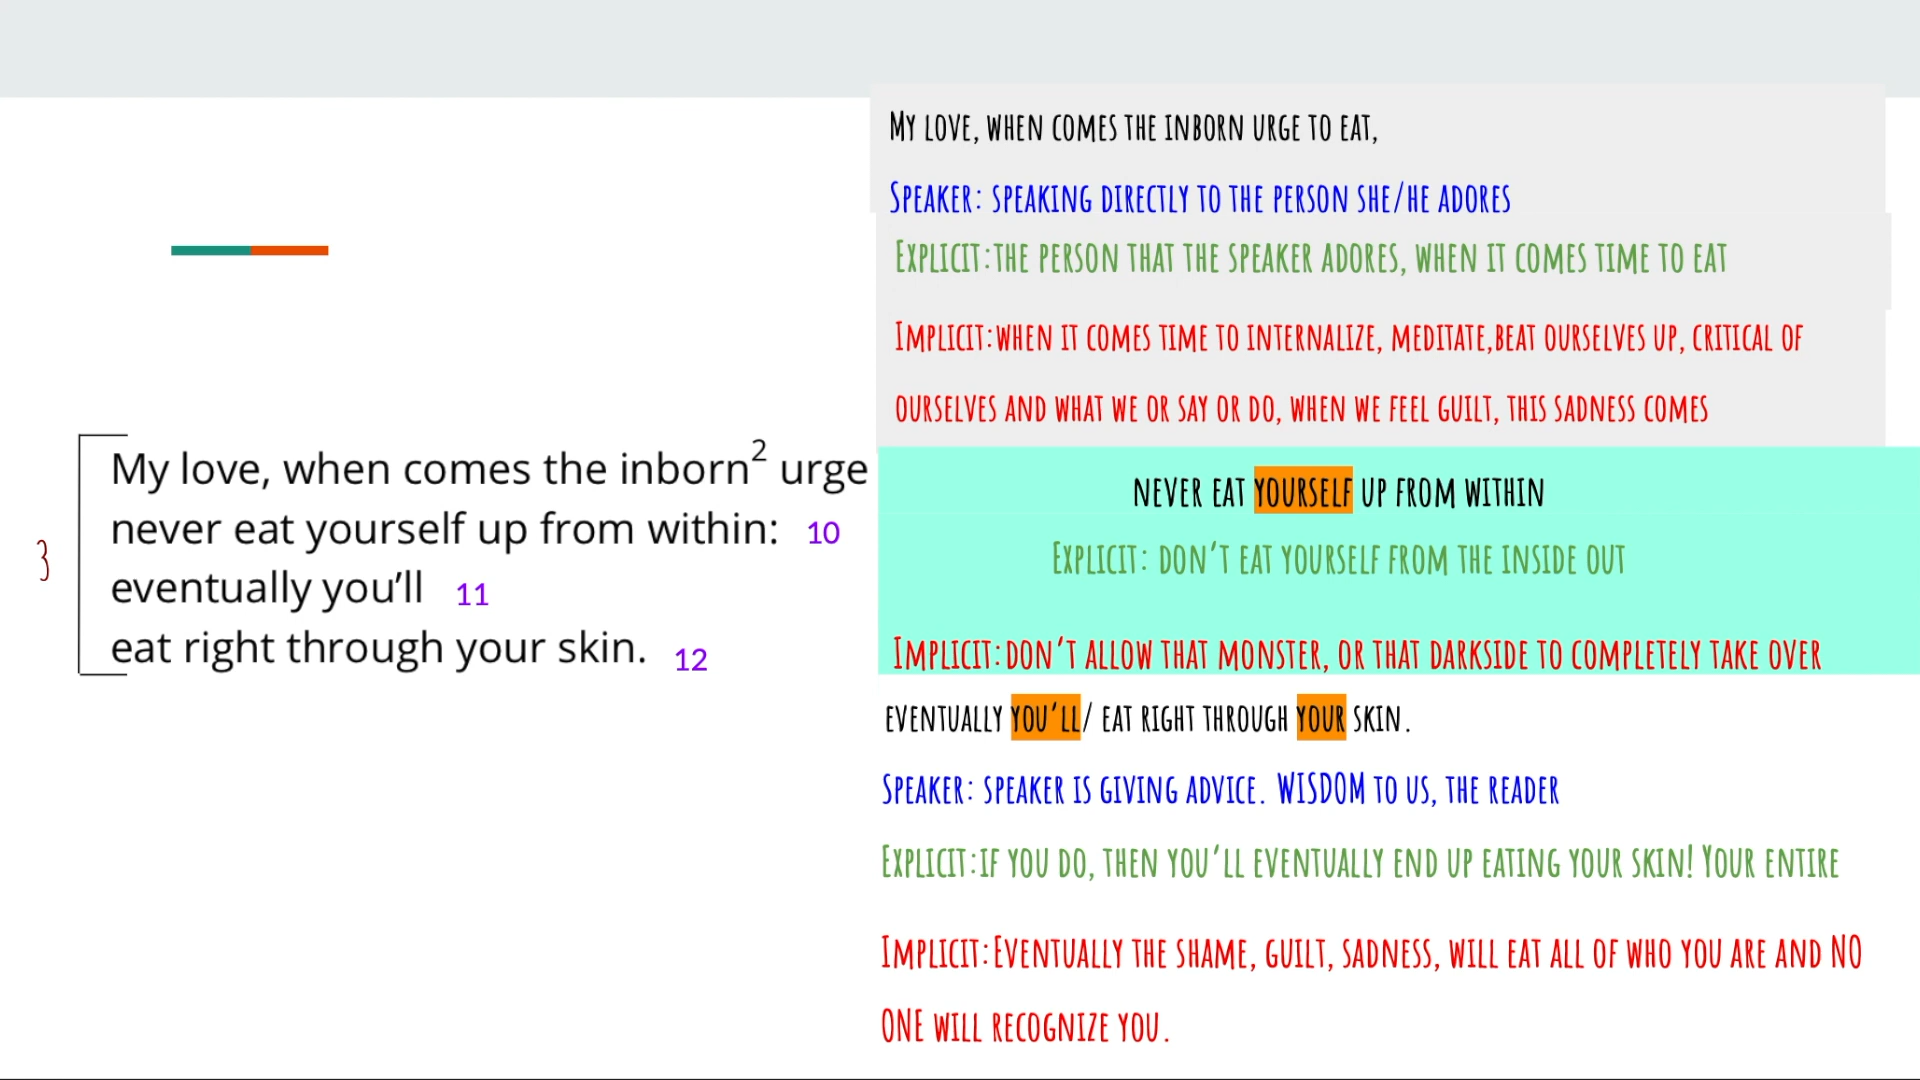 3
My love, when comes the inborn² urge
never eat yourself up from within: 10
eventually you’ll 11
eat right through your skin. 12
My love, when comes the inborn urge to eat,
Speaker: speaking directly to the person she/he adores
Explicit:the person that the speaker adores, when it comes time to eat
Implicit:when it comes time to internalize, meditate,beat ourselves up, critical of
ourselves and what we or say or do, when we feel guilt, this sadness comes
never eat yourself up from within
Explicit: don’t eat yourself from the inside out
Implicit:don’t allow that monster, or that darkside to completely take over
eventually you’ll/ eat right through your skin.
Speaker: speaker is giving advice. WISDOM to us, the reader
Explicit:if you do, then you’ll eventually end up eating your skin! Your entire
Implicit:Eventually the shame, guilt, sadness, will eat all of who you are and NO
ONE will recognize you.